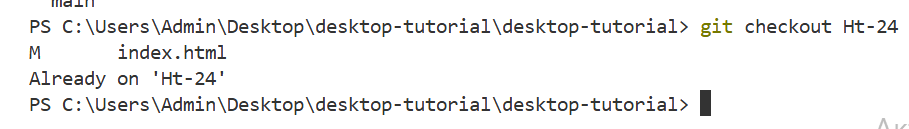 main
PS C:\Users\Admin\Desktop\desktop-tutorial\desktop-tutorial> git checkout Ht-24
M       index.html
Already on 'Ht-24'
PS C:\Users\Admin\Desktop\desktop-tutorial\desktop-tutorial>